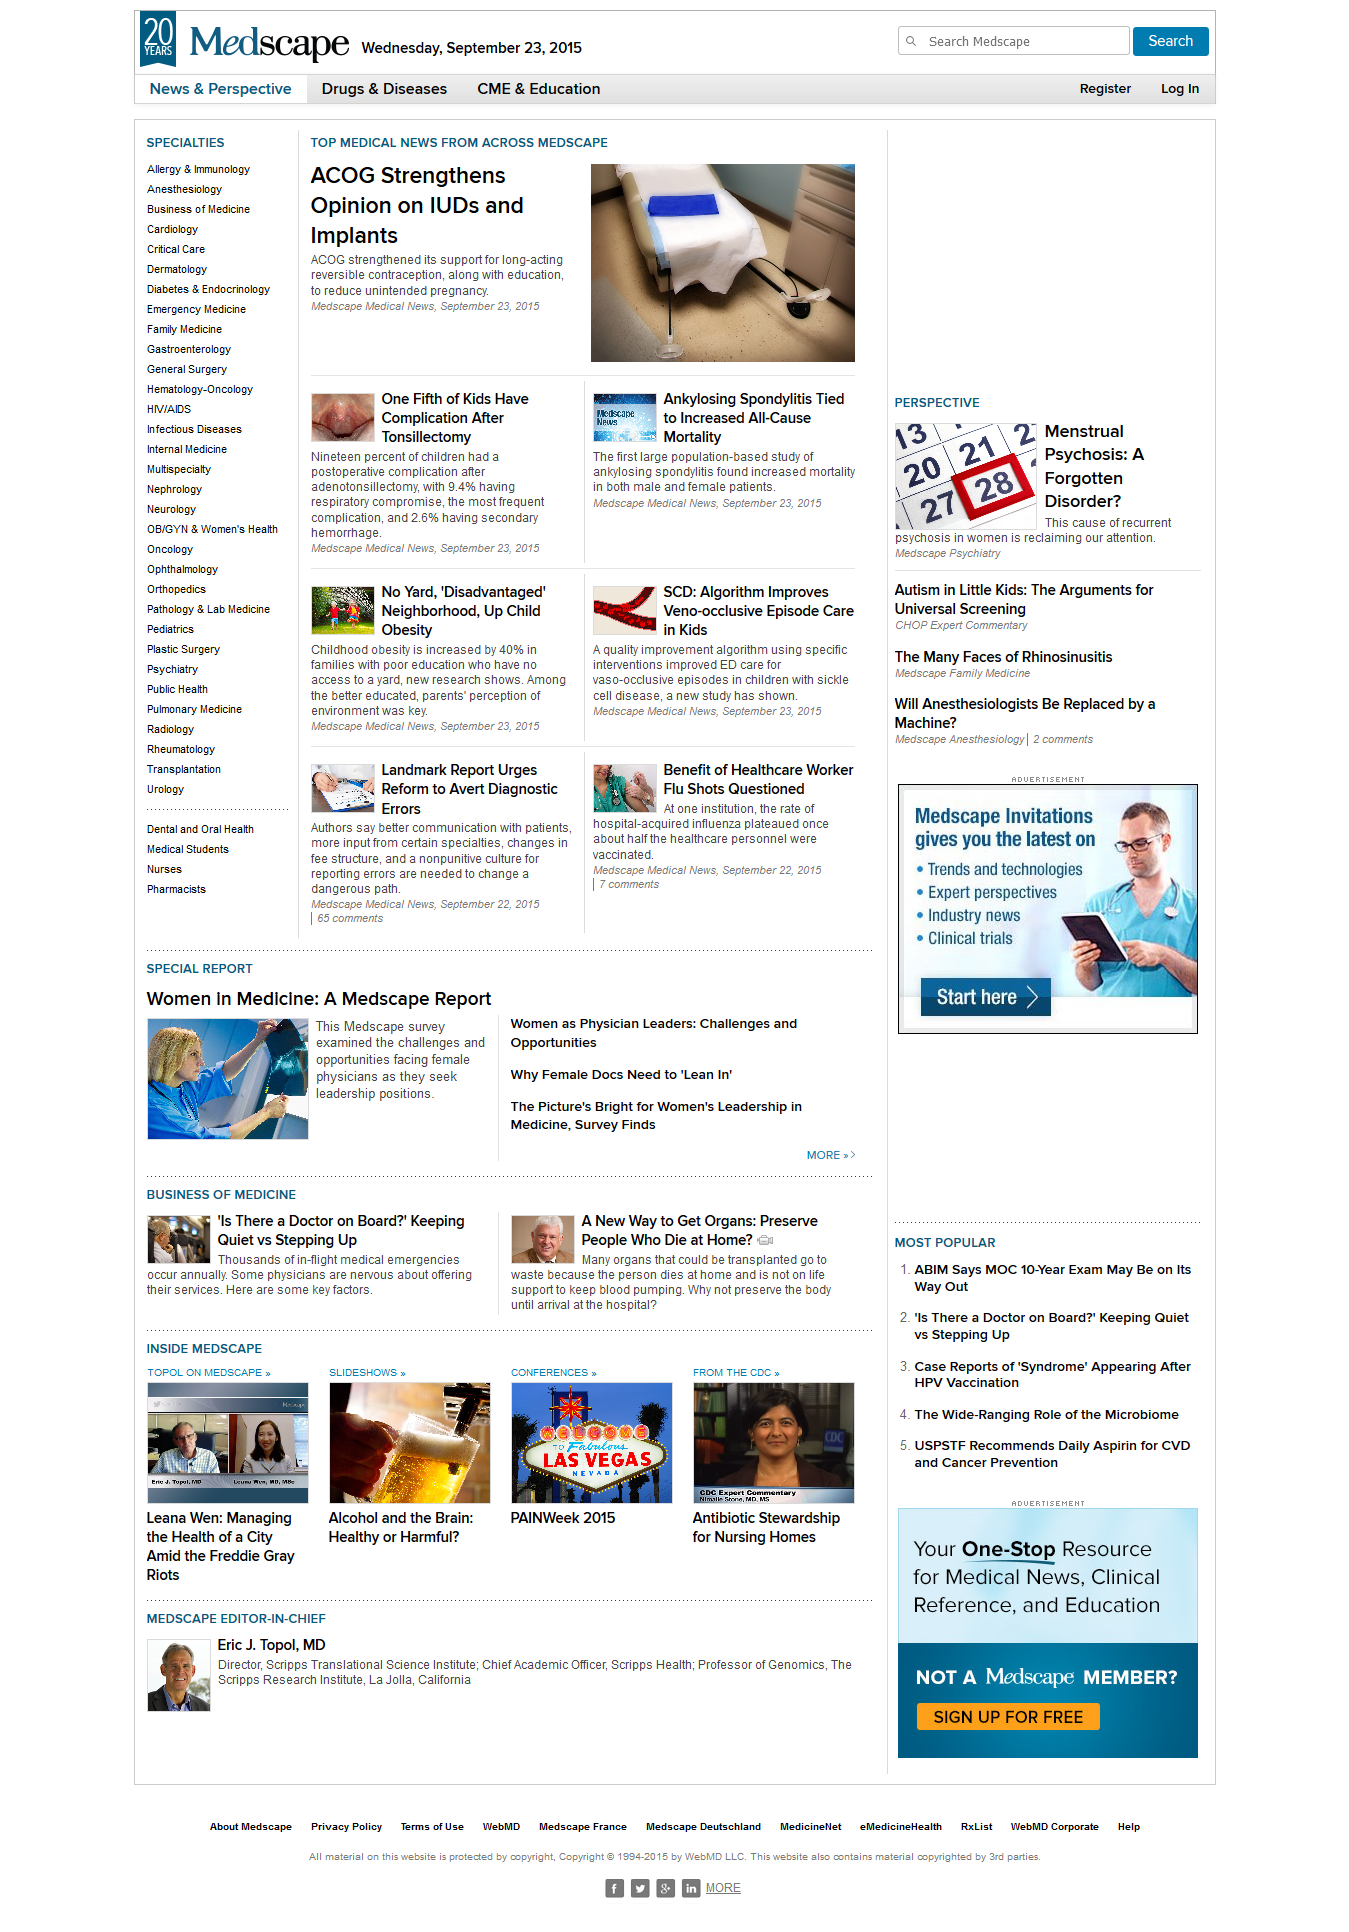 20
YEARS
Medscape
Wednesday, September 23, 2015
Search Medscape
Search
News & Perspective
Drugs & Diseases
CME & Education
Register
Log In
SPECIALTIES
Allergy & Immunology
Anesthesiology
Business of Medicine
Cardiology
Critical Care
Dermatology
Diabetes & Endocrinology
Emergency Medicine
Family Medicine
Gastroenterology
General Surgery
Hematology-Oncology
HIV/AIDS
Infectious Diseases
Internal Medicine
Multispecialty
Nephrology
Neurology
OB/GYN & Women's Health
Oncology
Ophthalmology
Orthopedics
Pathology & Lab Medicine
Pediatrics
Plastic Surgery
Psychiatry
Public Health
Pulmonary Medicine
Radiology
Rheumatology
Transplantation
Urology
Dental and Oral Health
Medical Students
Nurses
Pharmacists
TOP MEDICAL NEWS FROM ACROSS MEDSCAPE
ACOG Strengthens
Opinion on IUDs and
Implants
ACOG strengthened its support for long-acting
reversible contraception, along with education,
to reduce unintended pregnancy.
Medscape Medical News, September 23, 2015
One Fifth of Kids Have
Complication After
Tonsillectomy
Nineteen percent of children had a
postoperative complication after
adenotonsillectomy, with 9.4% having
respiratory compromise, the most frequent
complication, and 2.6% having secondary
hemorrhage.
Medscape Medical News, September 23, 2015
Medscape
News
Ankylosing Spondylitis Tied
to Increased All-Cause
Mortality
The first large population-based study of
ankylosing spondylitis found increased mortality
in both male and female patients.
Medscape Medical News, September 23, 2015
No Yard, 'Disadvantaged'
Neighborhood, Up Child
Obesity
Childhood obesity is increased by 40% in
families with poor education who have no
access to a yard, new research shows. Among
the better educated, parents' perception of
environment was key.
Medscape Medical News, September 23, 2015
SCD: Algorithm Improves
Veno-occlusive Episode Care
in Kids
A quality improvement algorithm using specific
interventions improved ED care for
vaso-occlusive episodes in children with sickle
cell disease, a new study has shown.
Medscape Medical News, September 23, 2015
Landmark Report Urges
Reform to Avert Diagnostic
Errors
Authors say better communication with patients,
more input from certain specialties, changes in
fee structure, and a nonpunitive culture for
reporting errors are needed to change a
dangerous path.
Medscape Medical News, September 22, 2015
| 65 comments
Benefit of Healthcare Worker
Flu Shots Questioned
At one institution, the rate of
hospital-acquired influenza plateaued once
about half the healthcare personnel were
vaccinated.
Medscape Medical News, September 22, 2015
| 7 comments
SPECIAL REPORT
Women in Medicine: A Medscape Report
This Medscape survey
examined the challenges and
opportunities facing female
physicians as they seek
leadership positions.
Women as Physician Leaders: Challenges and
Opportunities
Why Female Docs Need to 'Lean In'
The Picture's Bright for Women's Leadership in
Medicine, Survey Finds
MORE »
BUSINESS OF MEDICINE
'Is There a Doctor on Board?' Keeping
Quiet vs Stepping Up
Thousands of in-flight medical emergencies
occur annually. Some physicians are nervous about offering
their services. Here are some key factors.
A New Way to Get Organs: Preserve
People Who Die at Home?
Many organs that could be transplanted go to
waste because the person dies at home and is not on life
support to keep blood pumping. Why not preserve the body
until arrival at the hospital?
INSIDE MEDSCAPE
TOPOL ON MEDSCAPE »
Medscape
Eric J. Topol, MD
Leana Wen, MD, MSc
Leana Wen: Managing
the Health of a City
Amid the Freddie Gray
Riots
SLIDESHOWS »
Alcohol and the Brain:
Healthy or Harmful?
CONFERENCES »
WELCOME
TO Fabulous
LAS VEGAS
NEVADA
PAINWeek 2015
FROM THE CDC »
CDC
CDC Expert Commentary
Nimalie Stone, MD, MS
Antibiotic Stewardship
for Nursing Homes
MEDSCAPE EDITOR-IN-CHIEF
Eric J. Topol, MD
Director, Scripps Translational Science Institute; Chief Academic Officer, Scripps Health; Professor of Genomics, The
Scripps Research Institute, La Jolla, California
PERSPECTIVE
13
20 21 22
27 28
Menstrual
Psychosis: A
Forgotten
Disorder?
This cause of recurrent
psychosis in women is reclaiming our attention.
Medscape Psychiatry
Autism in Little Kids: The Arguments for
Universal Screening
CHOP Expert Commentary
The Many Faces of Rhinosinusitis
Medscape Family Medicine
Will Anesthesiologists Be Replaced by a
Machine?
Medscape Anesthesiology | 2 comments
ADVERTISEMENT
Medscape Invitations
gives you the latest on
• Trends and technologies
• Expert perspectives
• Industry news
• Clinical trials
Start here
MOST POPULAR
1. ABIM Says MOC 10-Year Exam May Be on Its
Way Out
2. 'Is There a Doctor on Board?' Keeping Quiet
vs Stepping Up
3. Case Reports of 'Syndrome' Appearing After
HPV Vaccination
4. The Wide-Ranging Role of the Microbiome
5. USPSTF Recommends Daily Aspirin for CVD
and Cancer Prevention
ADVERTISEMENT
Your One-Stop Resource
for Medical News, Clinical
Reference, and Education
NOT A Medscape MEMBER?
SIGN UP FOR FREE
About Medscape
Privacy Policy
Terms of Use
WebMD
Medscape France
Medscape Deutschland
MedicineNet
eMedicineHealth
RxList
WebMD Corporate
Help
All material on this website is protected by copyright, Copyright © 1994-2015 by WebMD LLC. This website also contains material copyrighted by 3rd parties.
MORE